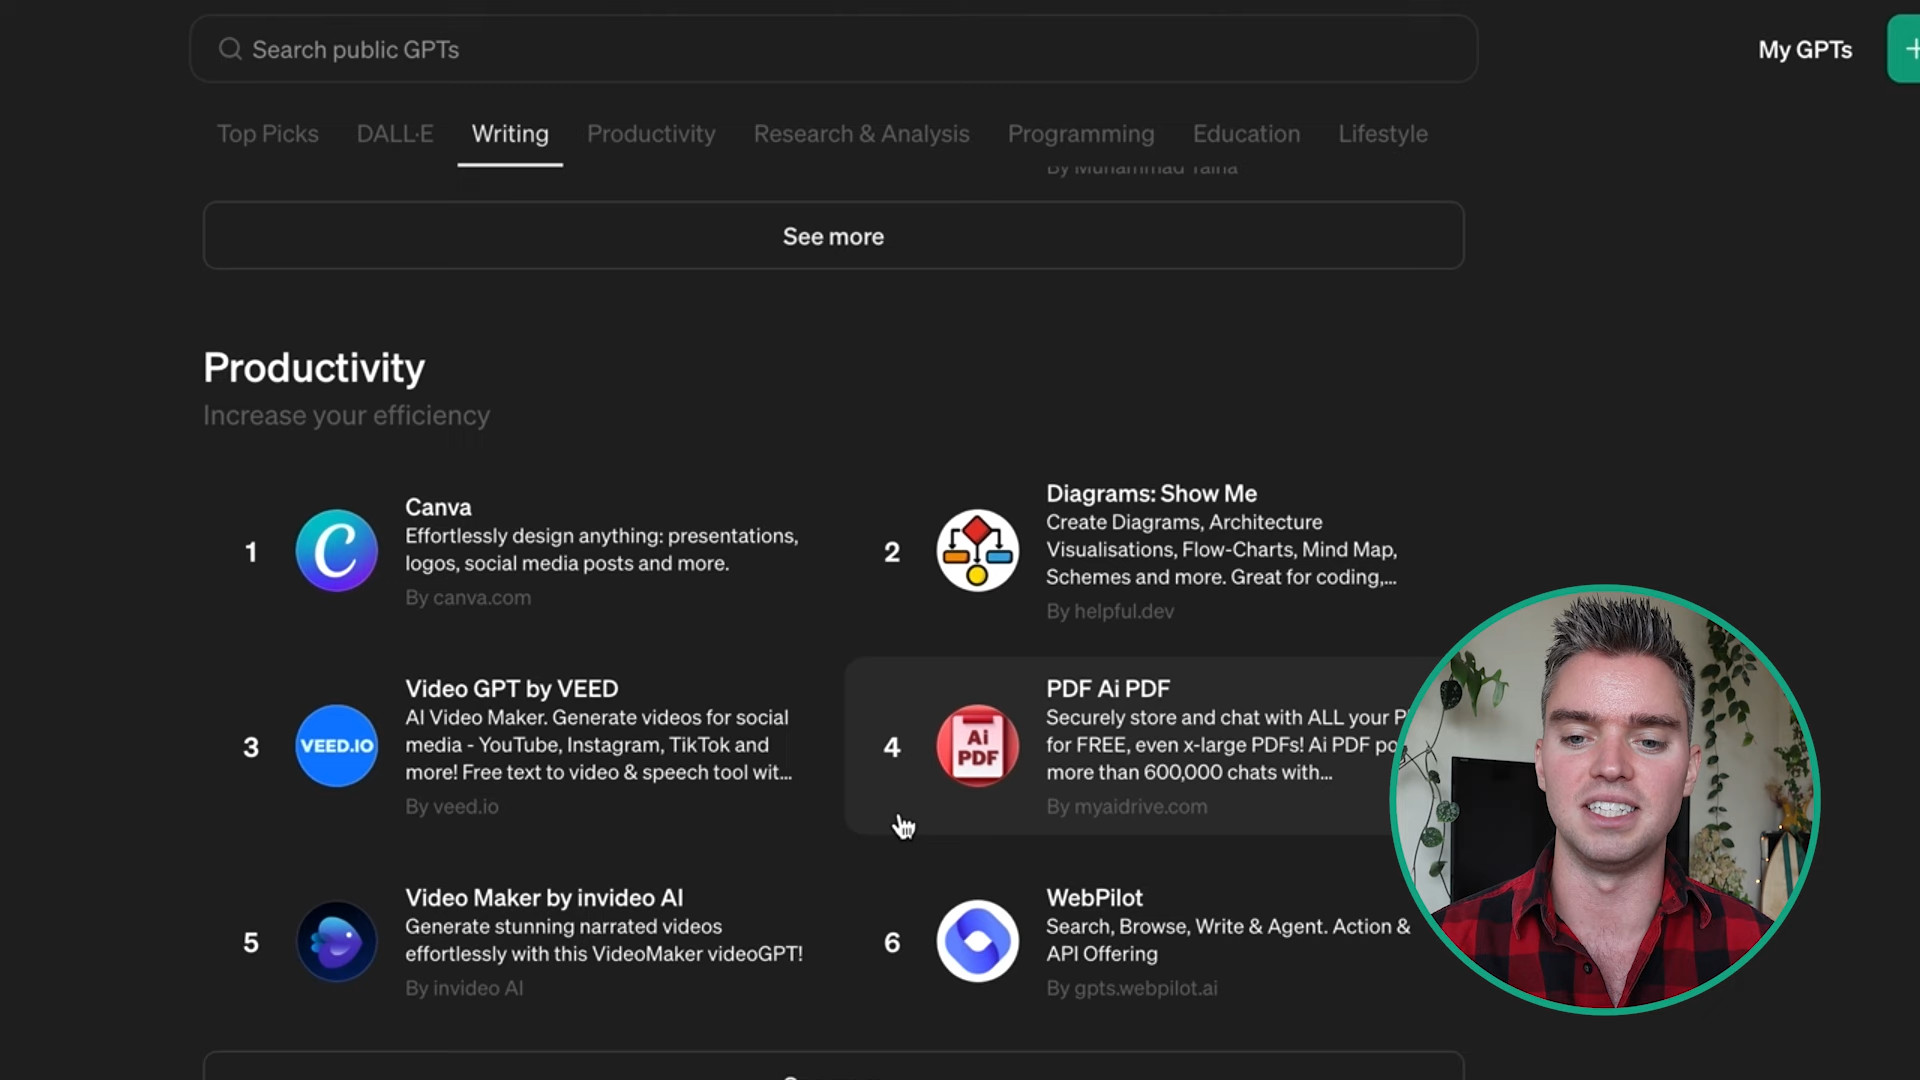 Search public GPTs
My GPTs
Top Picks
DALL·E
Writing
Productivity
Research & Analysis
Programming
Education
Lifestyle
By Muhammad Talha
See more
Productivity
Increase your efficiency
1
Canva
Effortlessly design anything: presentations,
logos, social media posts and more.
By canva.com
2
Diagrams: Show Me
Create Diagrams, Architecture
Visualisations, Flow-Charts, Mind Map,
Schemes and more. Great for coding,...
By helpful.dev
3
VEED.IO
Video GPT by VEED
AI Video Maker. Generate videos for social
media - YouTube, Instagram, TikTok and
more! Free text to video & speech tool wit...
By veed.io
4
Ai
PDF
PDF Ai PDF
Securely store and chat with ALL your
for FREE, even x-large PDFs! Ai PDF
more than 600,000 chats with...
By myaidrive.com
5
Video Maker by invideo AI
Generate stunning narrated videos
effortlessly with this VideoMaker videoGPT!
By invideo AI
6
WebPilot
Search, Browse, Write & Agent. Action &
API Offering
By gpts.webpilot.ai